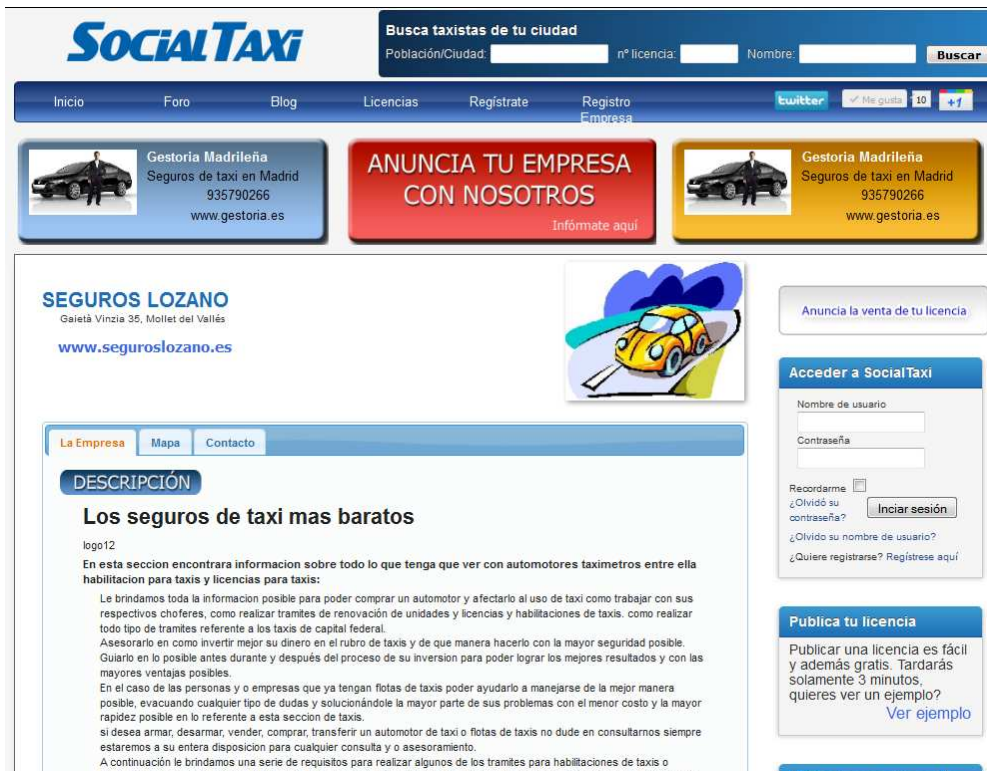 SOCIALTAXI
Busca taxistas de tu ciudad
Población/Ciudad: nº licencia: Nombre: Buscar
Inicio Foro Blog Licencias Regístrate Registro Empresa twitter Me gusta 10 +1
Gestoria Madrileña
Seguros de taxi en Madrid
935790266
www.gestoria.es
ANUNCIA TU EMPRESA
CON NOSOTROS
Infórmate aquí
Gestoria Madrileña
Seguros de taxi en Madrid
935790266
www.gestoria.es
SEGUROS LOZANO
Gaietà Vinzia 35, Mollet del Vallés
www.seguroslozano.es
La Empresa Mapa Contacto
DESCRIPCIÓN
Los seguros de taxi mas baratos
logo12
En esta seccion encontrara informacion sobre todo lo que tenga que ver con automotores taximetros entre ella
habilitacion para taxis y licencias para taxis:
Le brindamos toda la informacion posible para poder comprar un automotor y afectarlo al uso de taxi como trabajar con sus
respectivos choferes, como realizar tramites de renovación de unidades y licencias y habilitaciones de taxis. como realizar
todo tipo de tramites referente a los taxis de capital federal.
Asesorarlo en como invertir mejor su dinero en el rubro de taxis y de que manera hacerlo con la mayor seguridad posible.
Guiarlo en lo posible antes durante y después del proceso de su inversion para poder lograr los mejores resultados y con las
mayores ventajas posibles.
En el caso de las personas y o empresas que ya tengan flotas de taxis poder ayudarlo a manejarse de la mejor manera
posible, evacuando cualquier tipo de dudas y solucionándole la mayor parte de sus problemas con el menor costo y la mayor
rapidez posible en lo referente a esta seccion de taxis.
si desea armar, desarmar, vender, comprar, transferir un automotor de taxi o flotas de taxis no dude en consultarnos siempre
estaremos a su entera disposicion para cualquier consulta y o asesoramiento.
A continuación le brindamos una serie de requisitos para realizar algunos de los tramites para habilitaciones de taxis o
Anuncia la venta de tu licencia
Acceder a SocialTaxi
Nombre de usuario
Contraseña
Recordarme
¿Olvidó su
contraseña?
Inciar sesión
¿Olvido su nombre de usuario?
¿Quiere registrarse? Regístrese aquí
Publica tu licencia
Publicar una licencia es fácil
y además gratis. Tardarás
solamente 3 minutos,
quieres ver un ejemplo?
Ver ejemplo